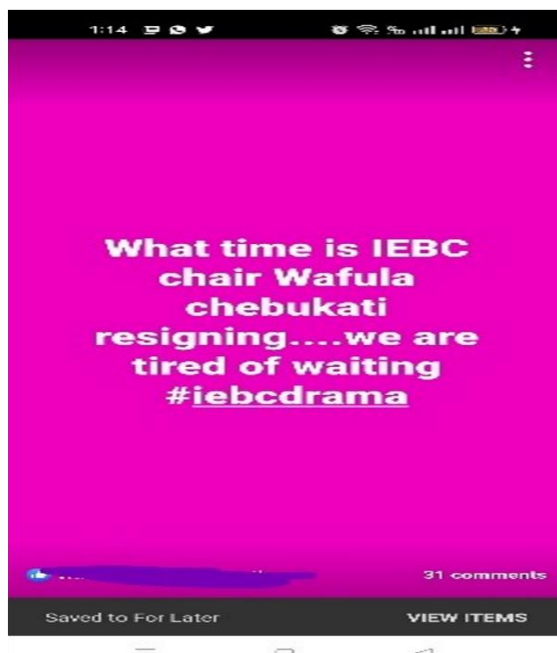 1:14
What time is IEBC
chair Wafula
chebukati
resigning....we are
tired of waiting
#iebcdrama
31 comments
Saved to For Later
VIEW ITEMS